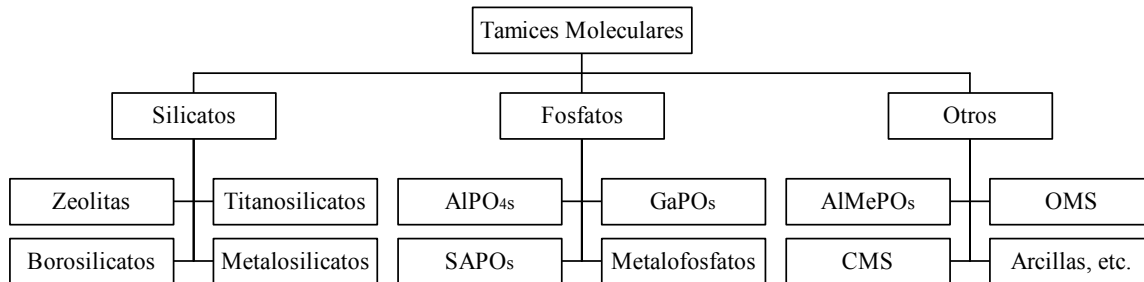 Tamices Moleculares
Silicatos
Fosfatos
Otros
Zeolitas
Titanosilicatos
AlPO4s
GaPOs
AlMePOs
OMS
Borosilicatos
Metalosilicatos
SAPOs
Metalofosfatos
CMS
Arcillas, etc.